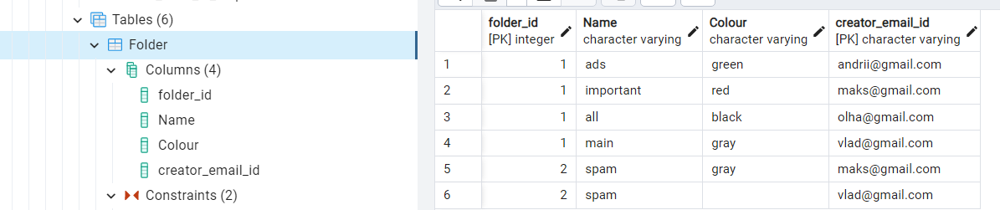 Tables (6)
Folder
Columns (4)
folder_id
Name
Colour
creator_email_id
Constraints (2)
folder_id Name Colour creator_email_id
[PK] integer character varying character varying [PK] character varying
1 1 ads green andrii@gmail.com
2 1 important red maks@gmail.com
3 1 all black olha@gmail.com
4 1 main gray vlad@gmail.com
5 2 spam gray maks@gmail.com
6 2 spam vlad@gmail.com